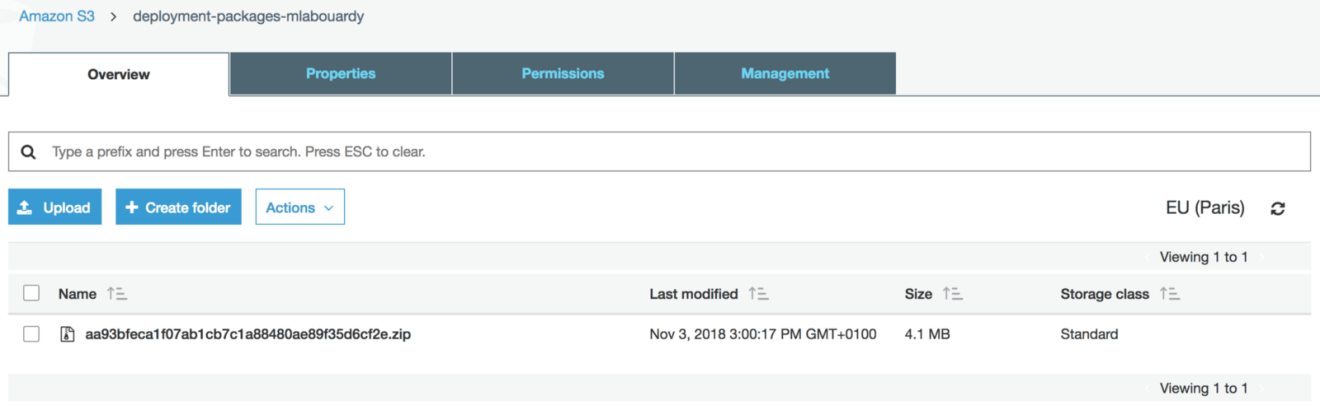 Amazon S3 > deployment-packages-mlabouardy
Overview Properties Permissions Management
Type a prefix and press Enter to search. Press ESC to clear.
Upload + Create folder Actions EU (Paris)
Viewing 1 to 1
Name Last modified Size Storage class
aa93bfeca1f07ab1cb7c1a88480ae89f35d6cf2e.zip Nov 3, 2018 3:00:17 PM GMT+0100 4.1 MB Standard
Viewing 1 to 1